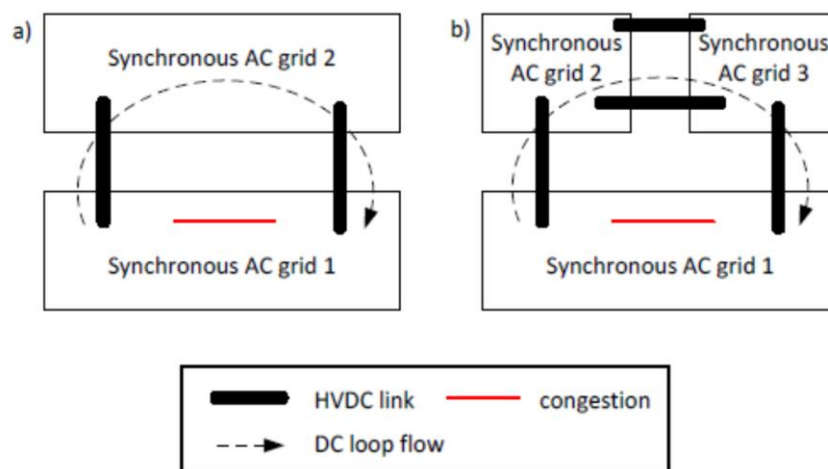 a)
Synchronous AC grid 2
Synchronous AC grid 1
b)
Synchronous
AC grid 2
Synchronous
AC grid 3
Synchronous AC grid 1
HVDC link
congestion
DC loop flow